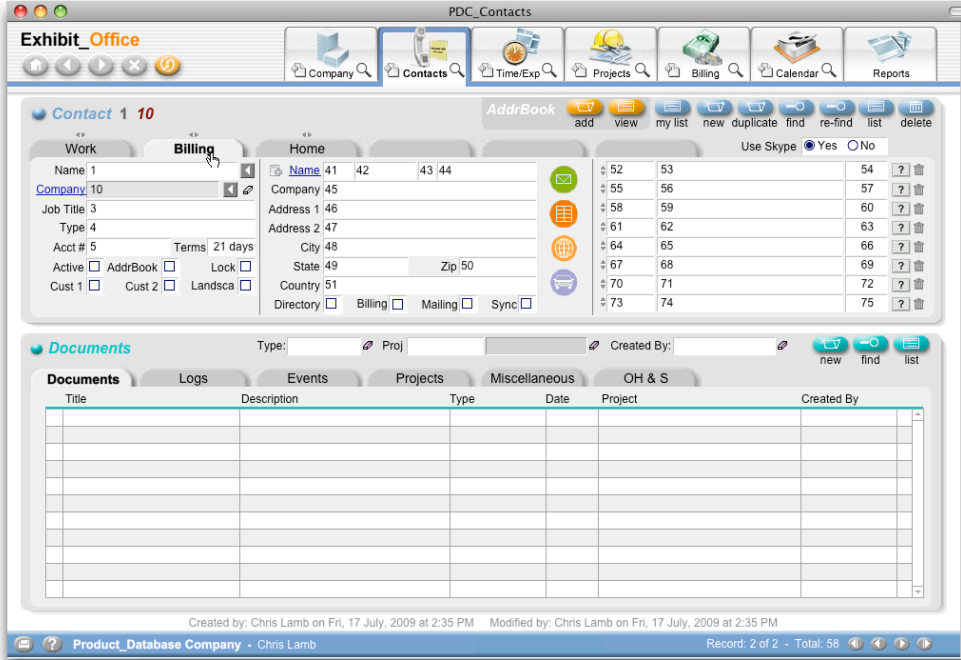 PDC_Contacts
Exhibit_Office
Company Contacts Time/Exp Projects Billing Calendar Reports
Contact 1 10
AddrBook add view my list new duplicate find re-find list delete
Work Billing Home
Use Skype Yes No
Name 1 Name 41 42 43 44 52 53 54 ?
Company 10 Company 45 55 56 57 ?
Job Title 3 Address 1 46 58 59 60 ?
Type 4 Address 2 47 61 62 63 ?
Acct # 5 Terms 21 days City 48 64 65 66 ?
Active AddrBook Lock State 49 Zip 50 67 68 69 ?
Cust 1 Cust 2 Landsca Country 51 70 71 72 ?
Directory Billing Mailing Sync 73 74 75 ?
Documents Type: Proj Created By: new find list
Documents Logs Events Projects Miscellaneous OH & S
Title Description Type Date Project Created By
Created by: Chris Lamb on Fri, 17 July, 2009 at 2:35 PM Modified by: Chris Lamb on Fri, 17 July, 2009 at 2:35 PM
? Product_Database Company - Chris Lamb Record: 2 of 2 - Total: 58